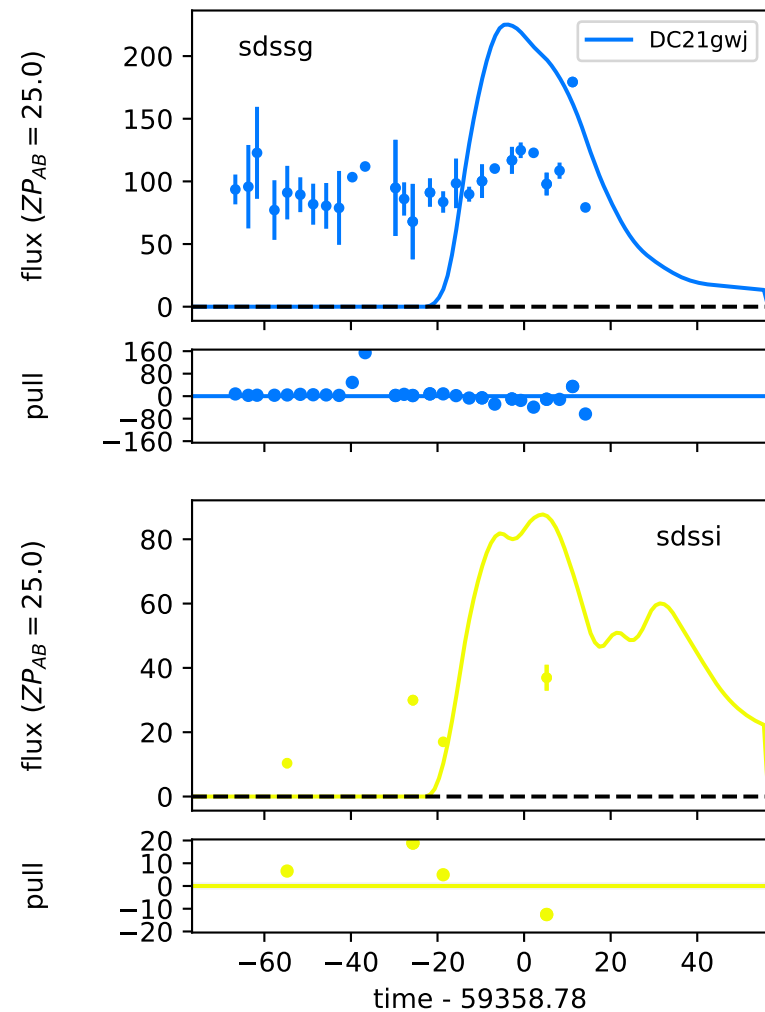 sdssg
DC21gwj
flux (ZP_AB = 25.0)
200
150
100
50
0
pull
160
80
0
−80
−160
sdssi
flux (ZP_AB = 25.0)
80
60
40
20
0
pull
20
10
0
−10
−20
−60 −40 −20 0 20 40
time - 59358.78